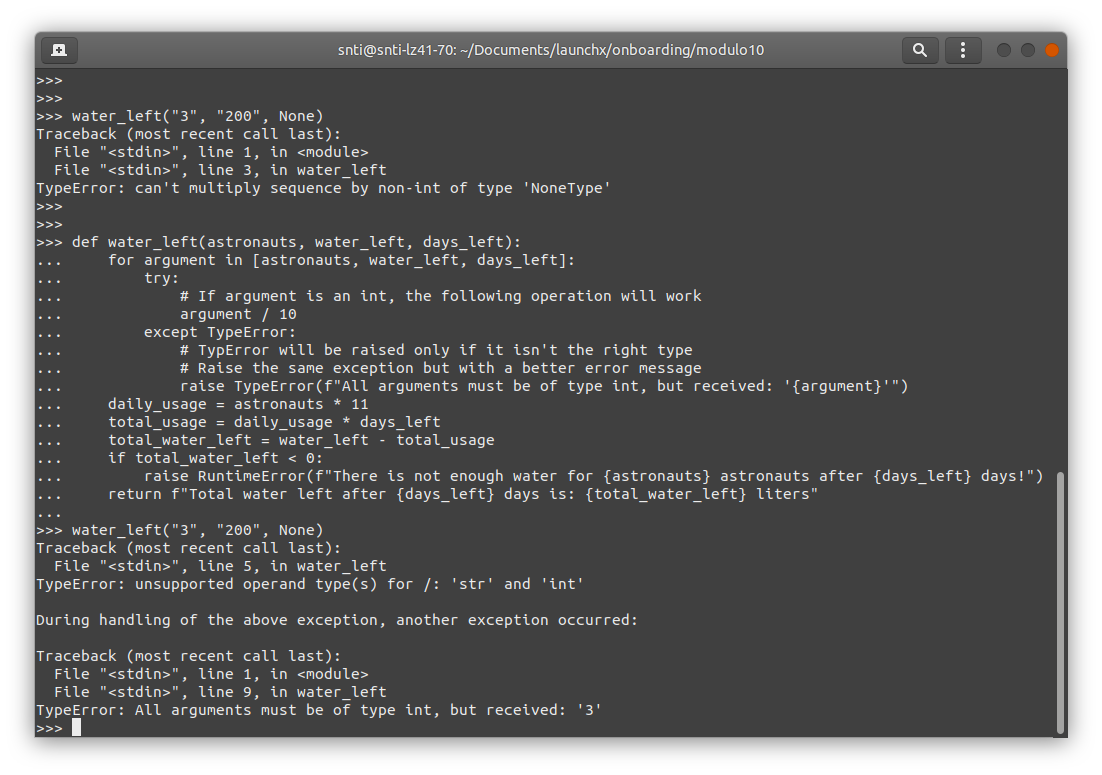 snti@snti-lz41-70: ~/Documents/launchx/onboarding/modulo10
>>>
>>>
>>> water_left("3", "200", None)
Traceback (most recent call last):
  File "<stdin>", line 1, in <module>
  File "<stdin>", line 3, in water_left
TypeError: can't multiply sequence by non-int of type 'NoneType'
>>>
>>>
>>> def water_left(astronauts, water_left, days_left):
...     for argument in [astronauts, water_left, days_left]:
...         try:
...             # If argument is an int, the following operation will work
...             argument / 10
...         except TypeError:
...             # TypError will be raised only if it isn't the right type
...             # Raise the same exception but with a better error message
...             raise TypeError(f"All arguments must be of type int, but received: '{argument}'")
...     daily_usage = astronauts * 11
...     total_usage = daily_usage * days_left
...     total_water_left = water_left - total_usage
...     if total_water_left < 0:
...         raise RuntimeError(f"There is not enough water for {astronauts} astronauts after {days_left} days!")
...     return f"Total water left after {days_left} days is: {total_water_left} liters"
...
>>> water_left("3", "200", None)
Traceback (most recent call last):
  File "<stdin>", line 5, in water_left
TypeError: unsupported operand type(s) for /: 'str' and 'int'

During handling of the above exception, another exception occurred:

Traceback (most recent call last):
  File "<stdin>", line 1, in <module>
  File "<stdin>", line 9, in water_left
TypeError: All arguments must be of type int, but received: '3'
>>>